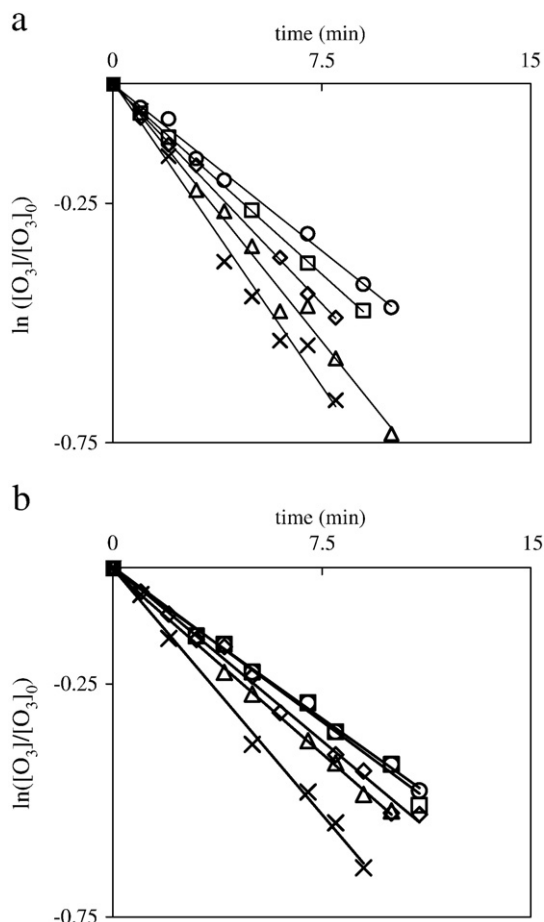 a
time (min)
0 7.5 15
-0.25
-0.75
ln ([O₃]/[O₃]₀)
b
time (min)
0 7.5 15
-0.25
-0.75
ln([O₃]/[O₃]₀)